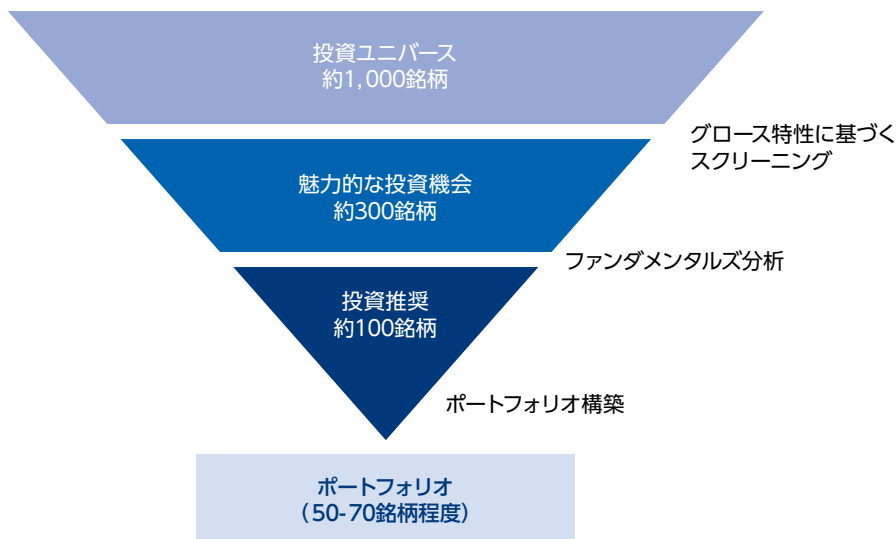 投資ユニバース
約1,000銘柄
グロース特性に基づく
スクリーニング
魅力的な投資機会
約300銘柄
ファンダメンタルズ分析
投資推奨
約100銘柄
ポートフォリオ構築
ポートフォリオ
（50-70銘柄程度）